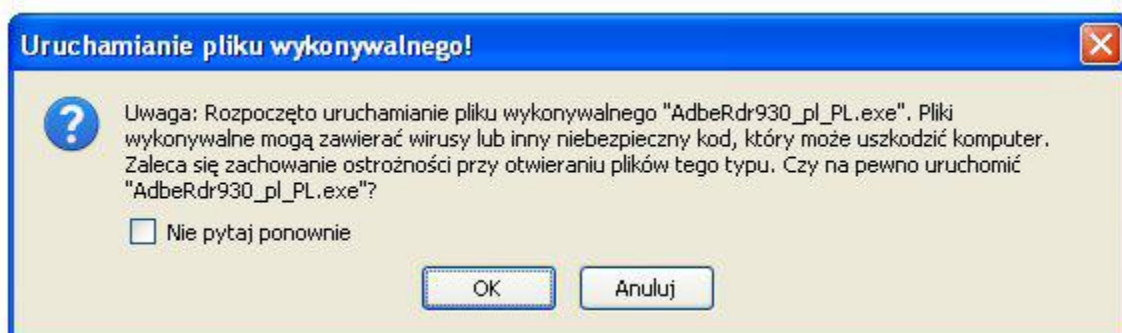 Uruchamianie pliku wykonywalnego!
Uwaga: Rozpoczęto uruchamianie pliku wykonywalnego "AdbeRdr930_pl_PL.exe". Pliki
wykonywalne mogą zawierać wirusy lub inny niebezpieczny kod, który może uszkodzić komputer.
Zaleca się zachowanie ostrożności przy otwieraniu plików tego typu. Czy na pewno uruchomić
"AdbeRdr930_pl_PL.exe"?
Nie pytaj ponownie
OK Anuluj